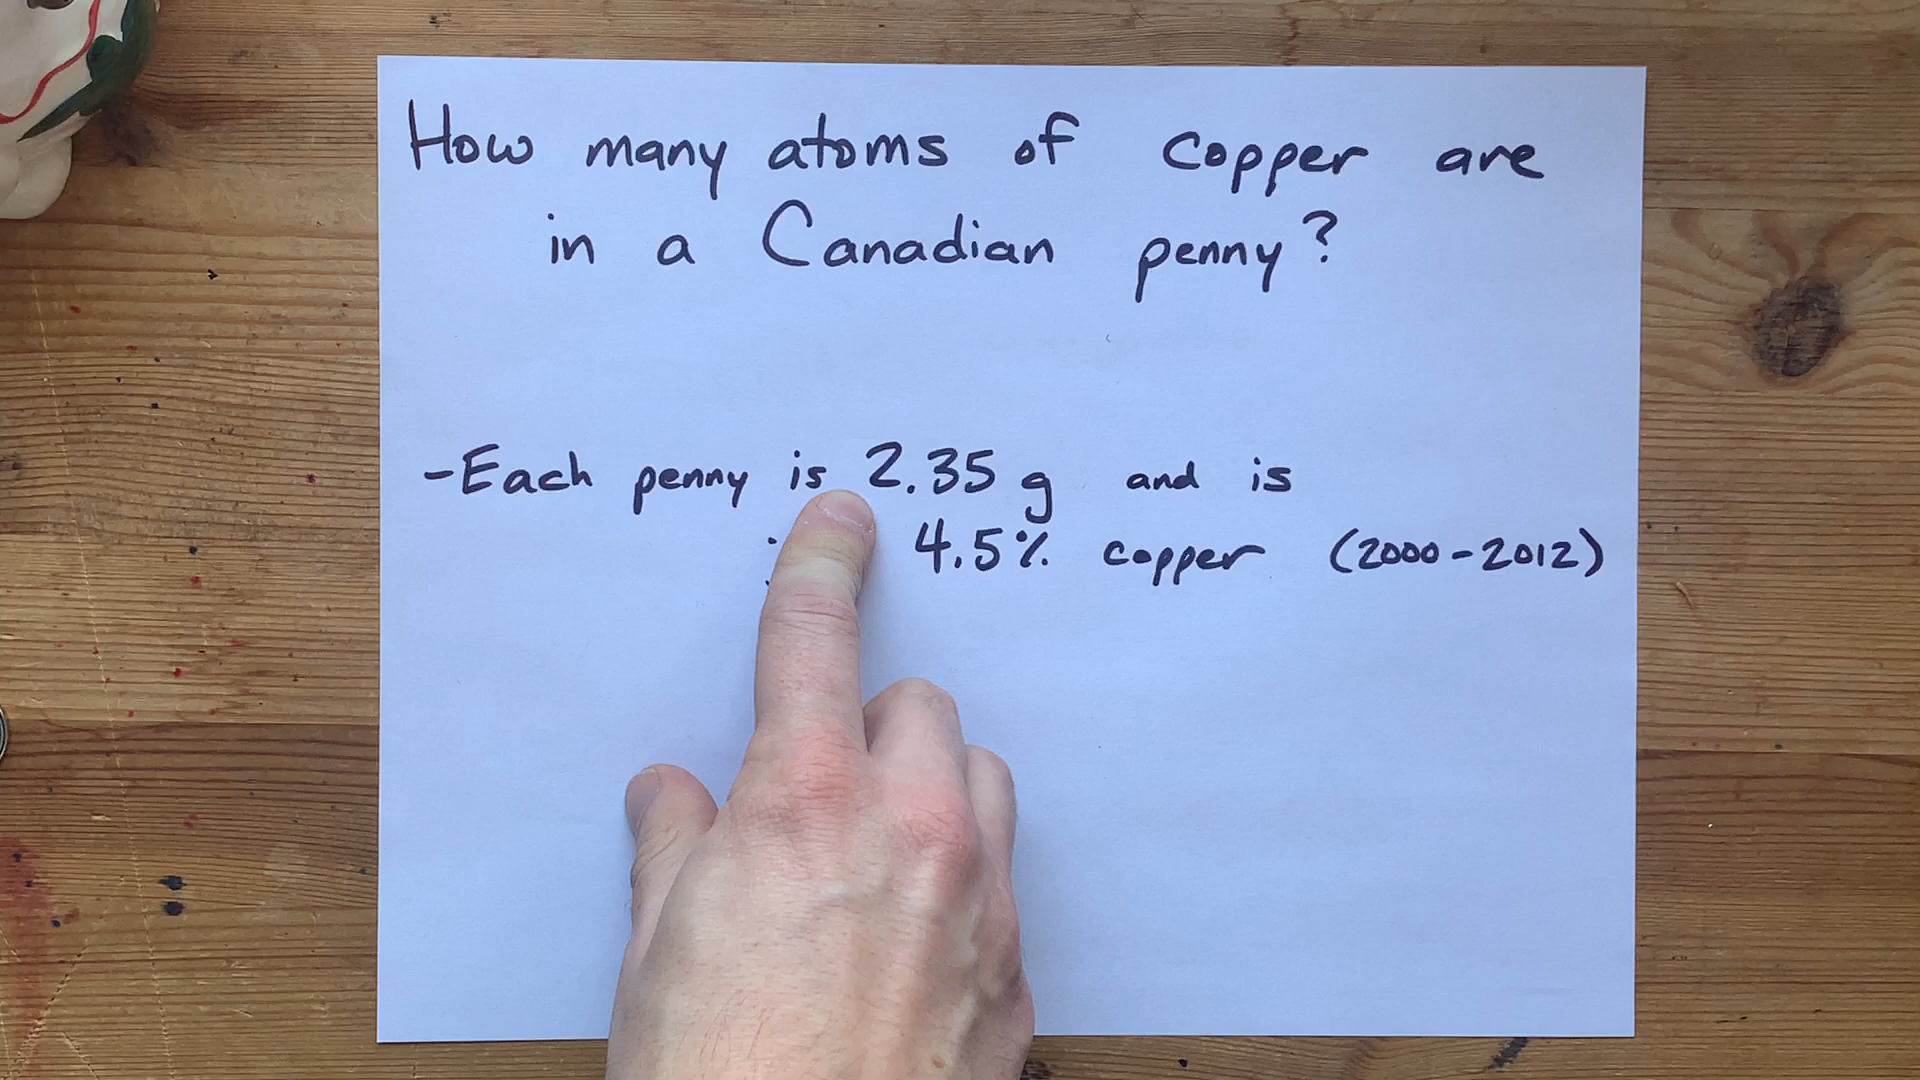 How many atoms of copper are
in a Canadian penny?
-Each penny is 2.35 g and is
4.5% copper (2000-2012)